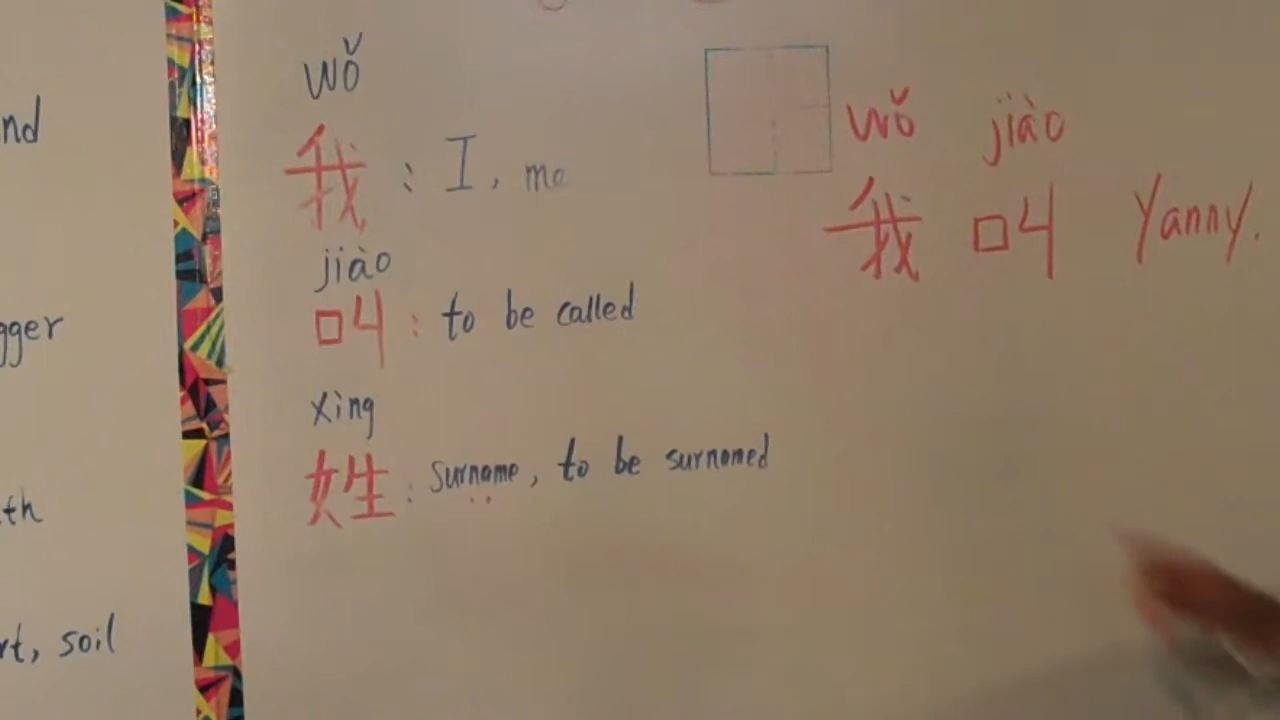 nd
gger
th
rt, soil
wǒ
我 : I, me
jiào
叫 : to be called
xìng
姓 : Surname, to be surnamed
wǒ jiào
我 叫 Yanny.